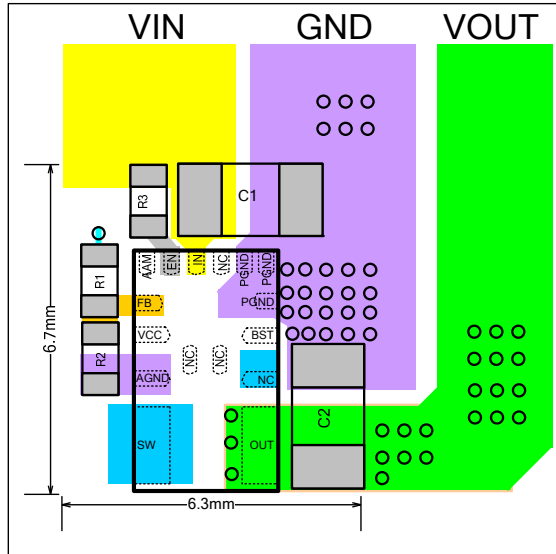 VIN GND VOUT
C1
R3
AAM EN IN NC PGND PGND
R1
FB PGND
VCC BST
R2
NC NC
AGND NC
C2
SW OUT
6.7mm
6.3mm